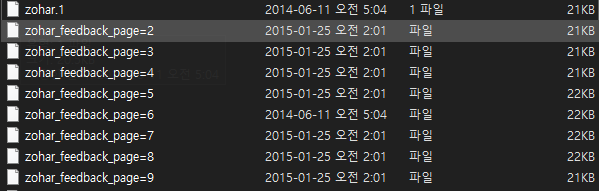 zohar.1 2014-06-11 오전 5:04 1 파일 21KB
zohar_feedback_page=2 2015-01-25 오전 2:01 파일 21KB
zohar_feedback_page=3 2015-01-25 오전 2:01 파일 21KB
zohar_feedback_page=4 2015-01-25 오전 2:01 파일 21KB
zohar_feedback_page=5 2015-01-25 오전 2:01 파일 22KB
zohar_feedback_page=6 2014-06-11 오전 5:04 파일 22KB
zohar_feedback_page=7 2015-01-25 오전 2:01 파일 22KB
zohar_feedback_page=8 2015-01-25 오전 2:01 파일 22KB
zohar_feedback_page=9 2015-01-25 오전 2:01 파일 21KB